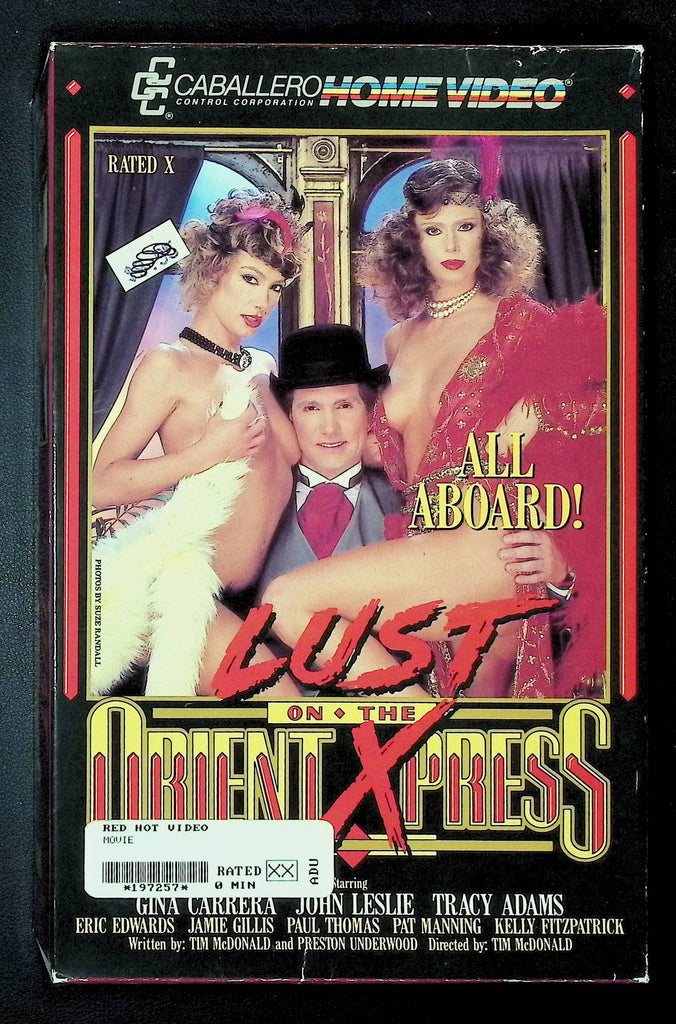 CABALLERO HOME VIDEO®
CONTROL CORPORATION
®
RATED X
ALL
ABOARD!
PHOTOS BY SUZE RANDALL
LUST
ON ◆ THE
ORIENT XPRESS
RED HOT VIDEO
MOVIE
*197257*
RATED XX
0 MIN
ADU
Starring
GINA CARRERA JOHN LESLIE TRACY ADAMS
ERIC EDWARDS JAMIE GILLIS PAUL THOMAS PAT MANNING KELLY FITZPATRICK
Written by: TIM McDONALD and PRESTON UNDERWOOD Directed by: TIM McDONALD